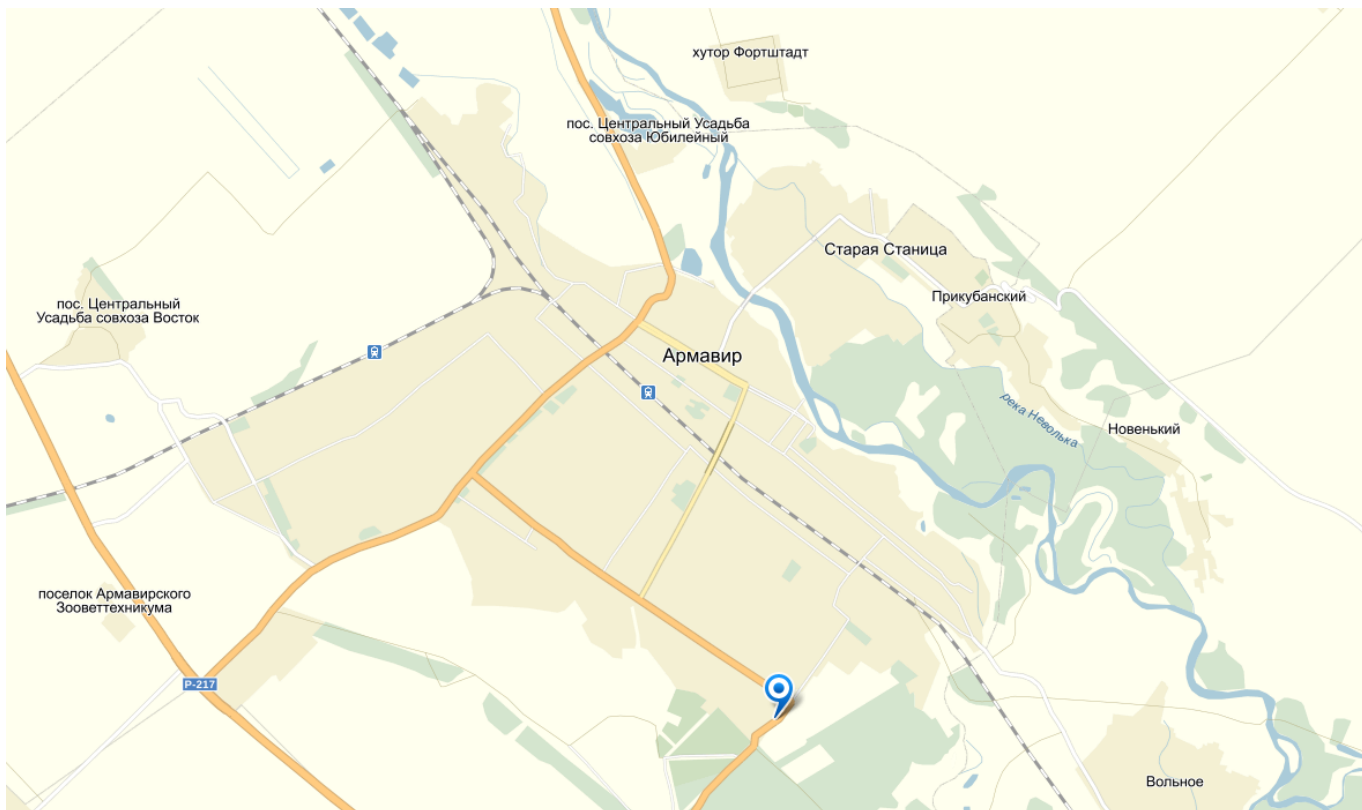 хутор Фортштадт
пос. Центральный Усадьба
совхоза Юбилейный
Старая Станица
Прикубанский
пос. Центральный
Усадьба совхоза Восток
Армавир
река Неволька
Новенький
поселок Армавирского
Зооветтехникума
Р-217
Вольное